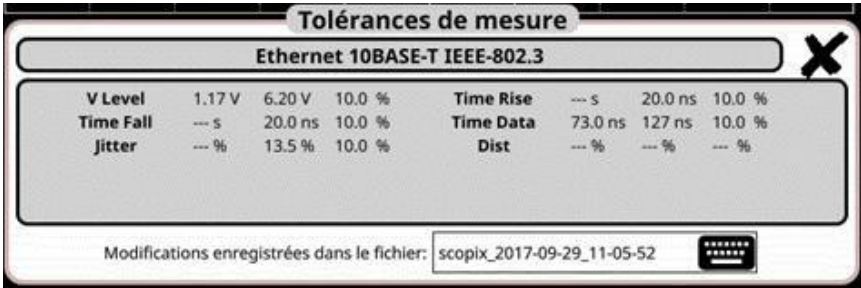 Tolérances de mesure
Ethernet 10BASE-T IEEE-802.3
V Level 1.17 V 6.20 V 10.0 % Time Rise --- s 20.0 ns 10.0 %
Time Fall --- s 20.0 ns 10.0 % Time Data 73.0 ns 127 ns 10.0 %
Jitter --- % 13.5 % 10.0 % Dist --- % --- % --- %
Modifications enregistrées dans le fichier: scopix_2017-09-29_11-05-52